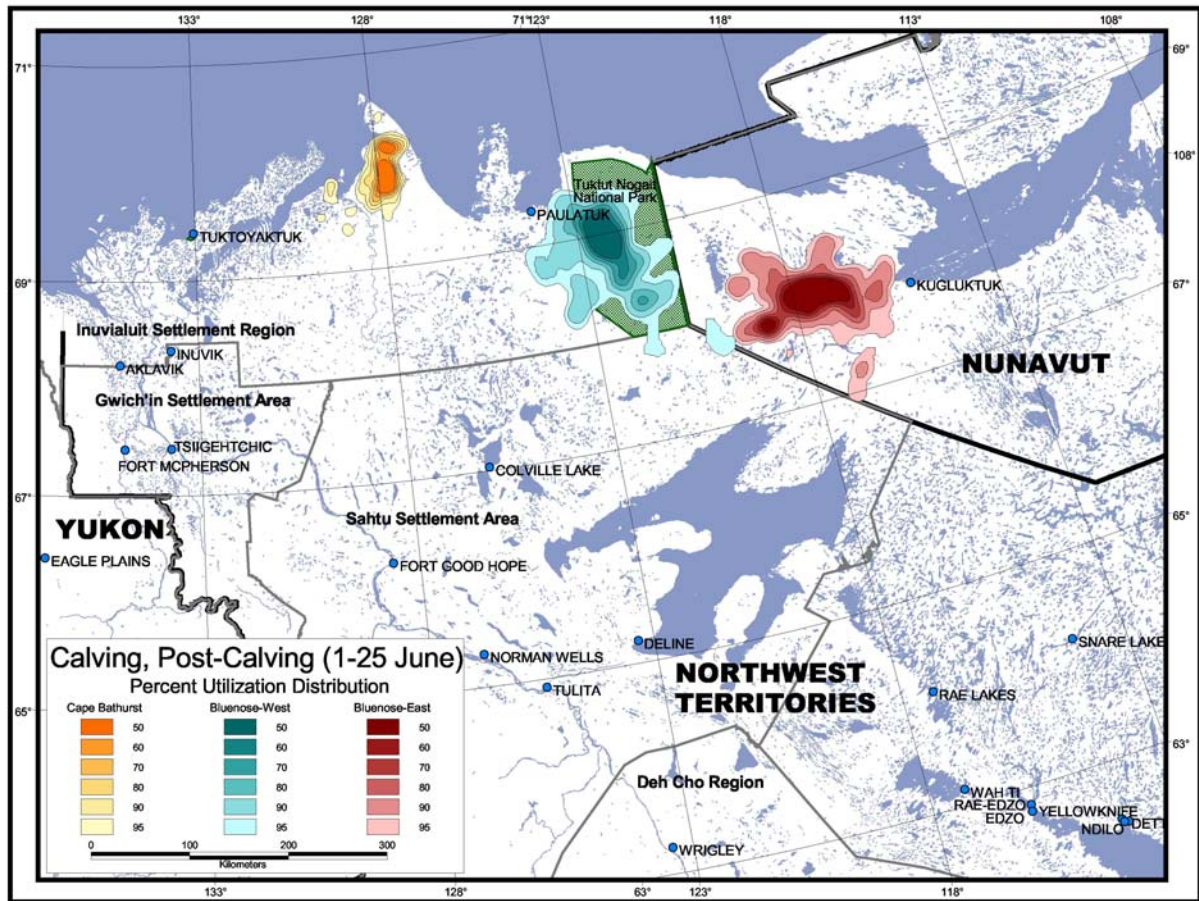 133°
128°
71°123°
118°
113°
108°
71°
69°
108°
Tuktut Nogait
National Park
PAULATUK
TUKTOYAKTUK
69°
67°
KUGLUKTUK
Inuvialuit Settlement Region
INUVIK
AKLAVIK
NUNAVUT
Gwich'in Settlement Area
TSIIGEHTCHIC
FORT MCPHERSON
COLVILLE LAKE
67°
65°
YUKON
Sahtu Settlement Area
EAGLE PLAINS
FORT GOOD HOPE
DELINE
SNARE LAKE
NORMAN WELLS
NORTHWEST
TERRITORIES
TULITA
RAE LAKES
65°
63°
Calving, Post-Calving (1-25 June)
Percent Utilization Distribution
Cape Bathurst
50
60
70
80
90
95
Bluenose-West
50
60
70
80
90
95
Bluenose-East
50
60
70
80
90
95
0 100 200 300
Kilometers
Deh Cho Region
WAH TI
RAE-EDZO
EDZO
YELLOWKNIFE
NDILO
DETT
WRIGLEY
133°
128°
63°
123°
118°